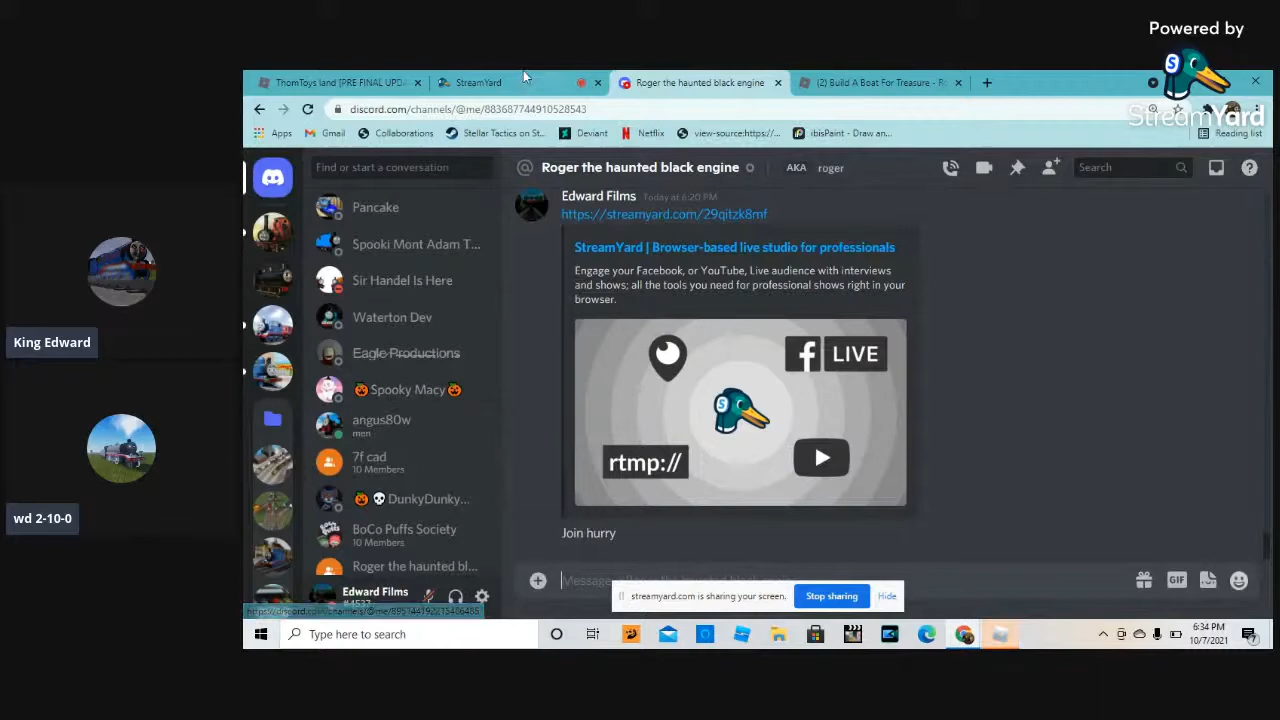 Powered by
StreamYard
ThomToys land [PRE FINAL UPD
StreamYard
Roger the haunted black engine
(2) Build A Boat For Treasure - R
discord.com/channels/@me/883687744910528543
Apps
Gmail
Collaborations
Stellar Tactics on St...
Deviant
Netflix
view-source:https://...
ibisPaint - Draw an...
Reading list
Find or start a conversation
Roger the haunted black engine
AKA roger
Search
Pancake
Spooki Mont Adam T...
Sir Handel Is Here
Waterton Dev
Eagle Productions
🎃Spooky Macy🎃
angus80w
men
7f cad
10 Members
🎃💀DunkyDunky...
BoCo Puffs Society
10 Members
Roger the haunted bl...
Edward Films
Edward Films Today at 6:20 PM
https://streamyard.com/29qitzk8mf
StreamYard | Browser-based live studio for professionals
Engage your Facebook, or YouTube, Live audience with interviews
and shows; all the tools you need for professional shows right in your
browser.
f LIVE
rtmp://
Join hurry
GIF
streamyard.com is sharing your screen.
Stop sharing
Hide
King Edward
wd 2-10-0
Type here to search
6:34 PM
10/7/2021